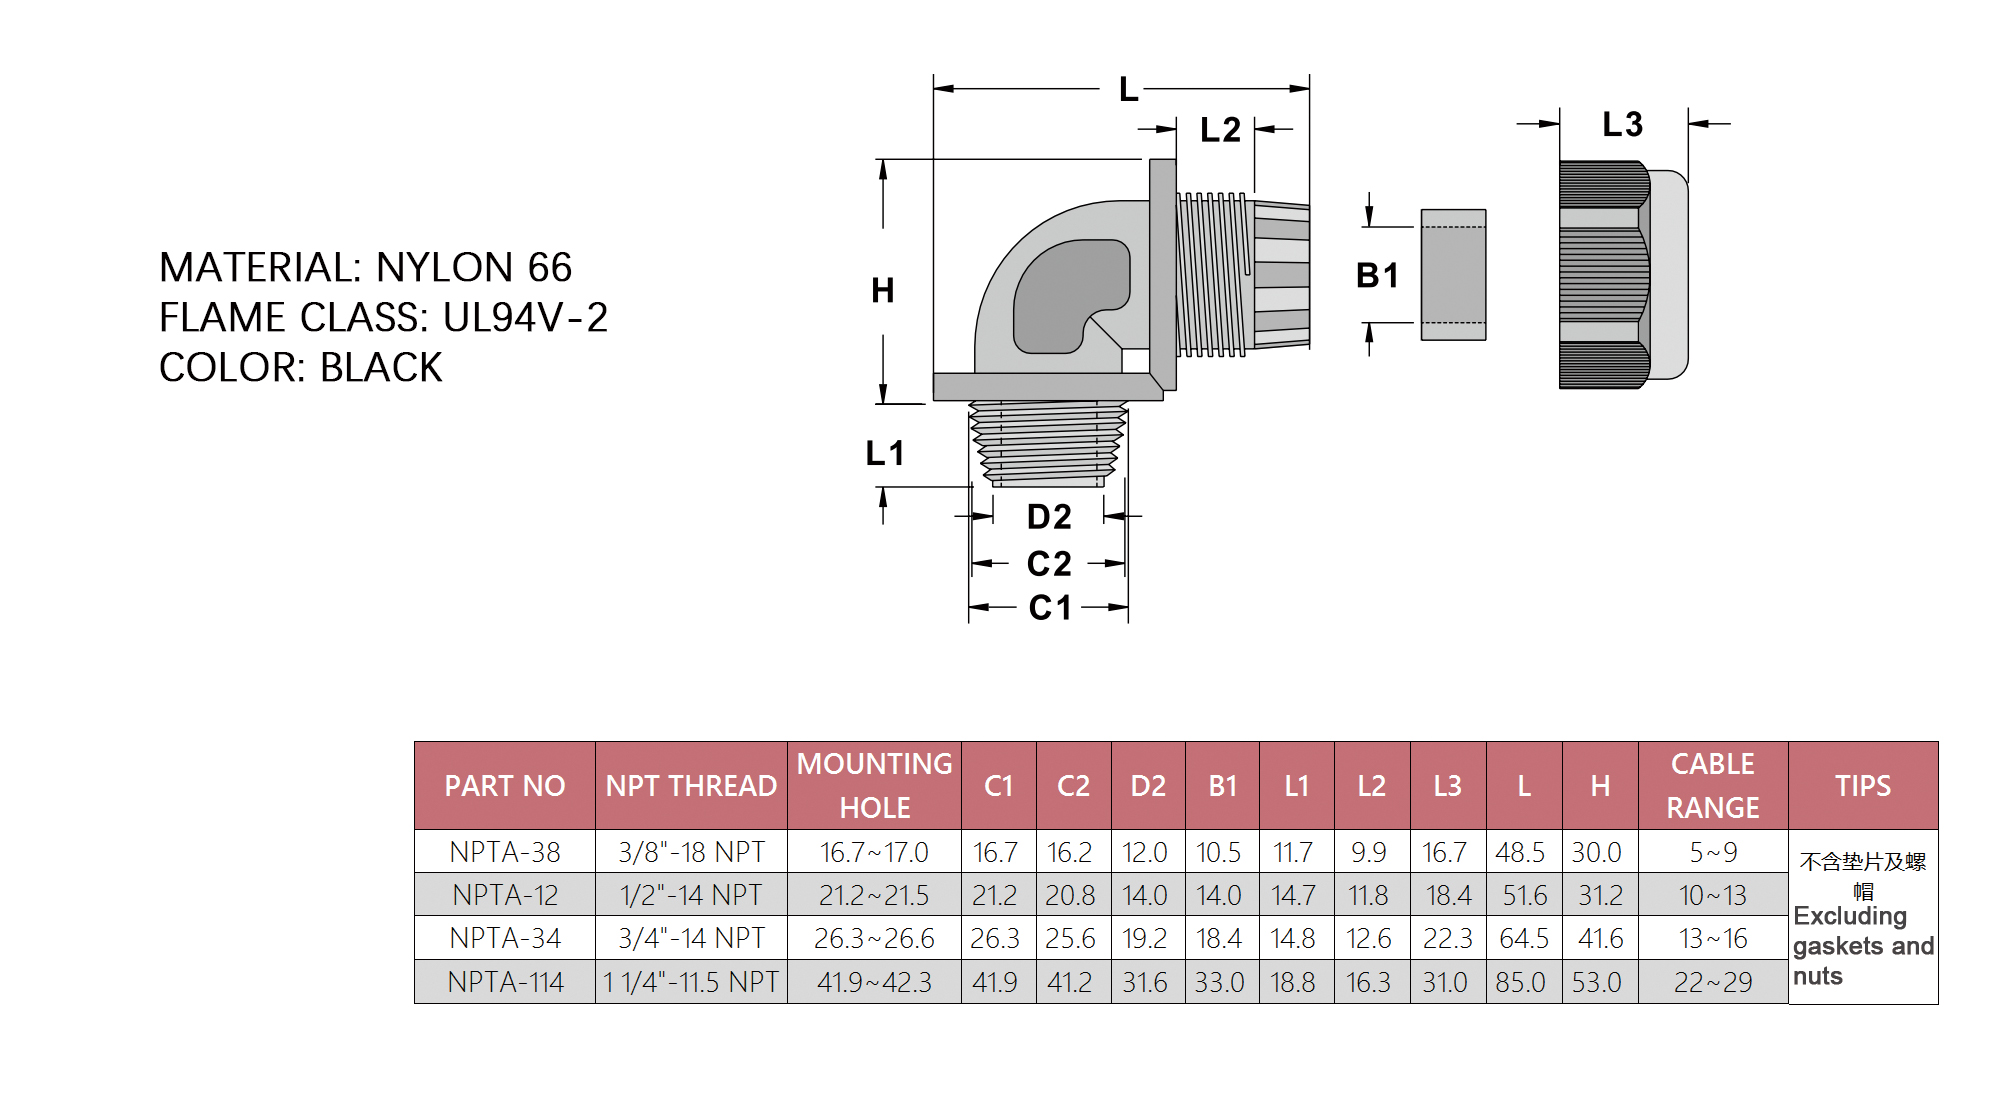 MATERIAL: NYLON 66
FLAME CLASS: UL94V-2
COLOR: BLACK
L
L2
L3
H
B1
L1
D2
C2
C1
PART NO NPT THREAD MOUNTING HOLE C1 C2 D2 B1 L1 L2 L3 L H CABLE RANGE TIPS
NPTA-38 3/8"-18 NPT 16.7~17.0 16.7 16.2 12.0 10.5 11.7 9.9 16.7 48.5 30.0 5~9
NPTA-12 1/2"-14 NPT 21.2~21.5 21.2 20.8 14.0 14.0 14.7 11.8 18.4 51.6 31.2 10~13
NPTA-34 3/4"-14 NPT 26.3~26.6 26.3 25.6 19.2 18.4 14.8 12.6 22.3 64.5 41.6 13~16
NPTA-114 1 1/4"-11.5 NPT 41.9~42.3 41.9 41.2 31.6 33.0 18.8 16.3 31.0 85.0 53.0 22~29
不含垫片及螺
帽
Excluding
gaskets and
nuts